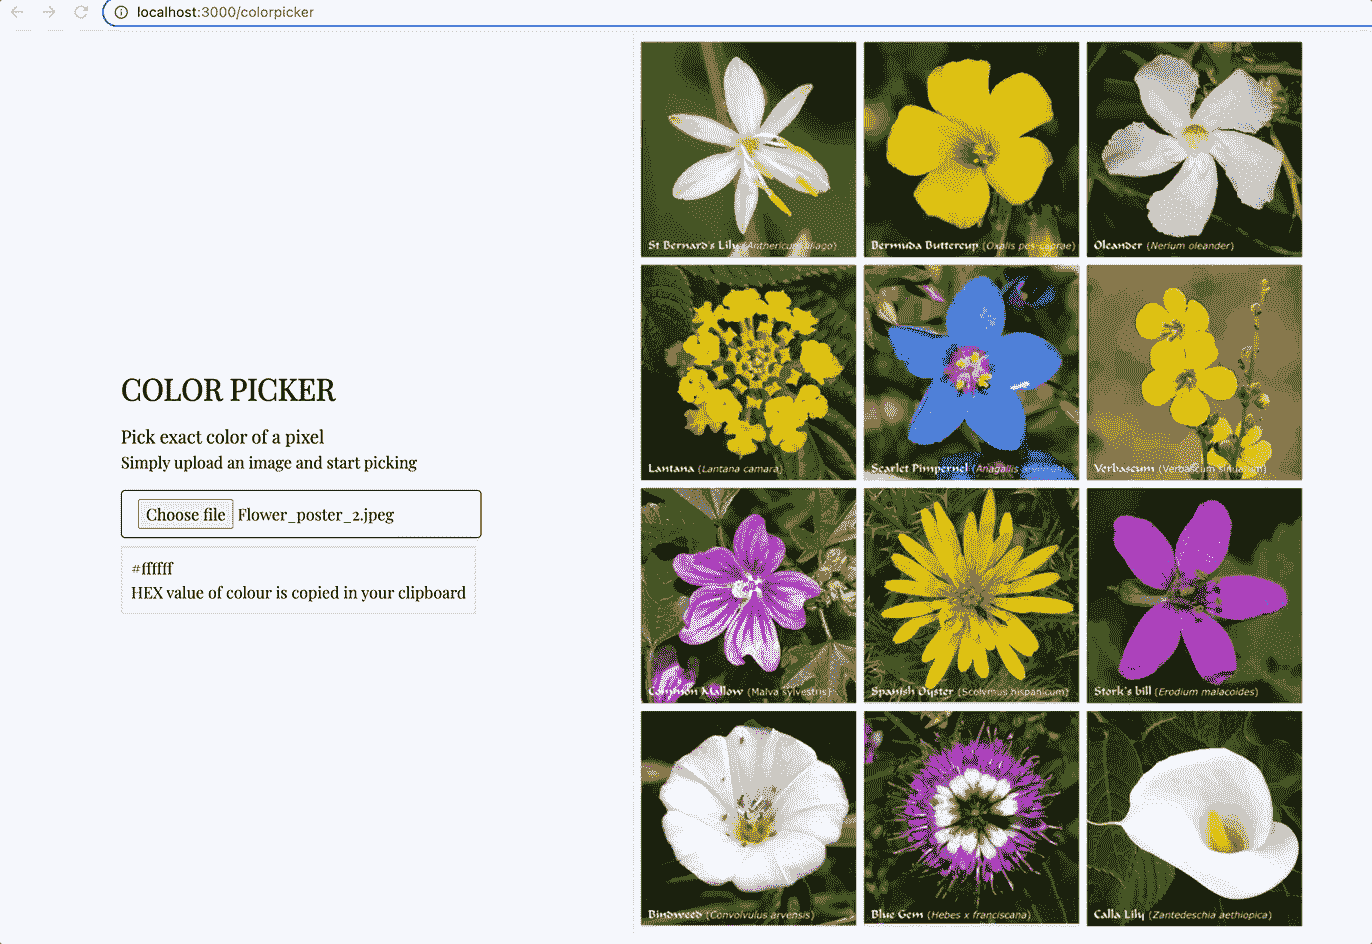 localhost:3000/colorpicker
COLOR PICKER
Pick exact color of a pixel
Simply upload an image and start picking
Choose file Flower_poster_2.jpeg
#ffffff
HEX value of colour is copied in your clipboard
St Bernard's Lily (Anthericum liliago)
Bermuda Buttercup (Oxalis pes-caprae)
Oleander (Nerium oleander)
Lantana (Lantana camara)
Scarlet Pimpernel (Anagallis arvensis)
Verbascum (Verbascum sinuatum)
Common Mallow (Malva sylvestris)
Spanish Oyster (Scolymus hispanicum)
Stork's bill (Erodium malacoides)
Bindweed (Convolvulus arvensis)
Blue Gem (Hebes x franciscana)
Calla Lily (Zantedeschia aethiopica)